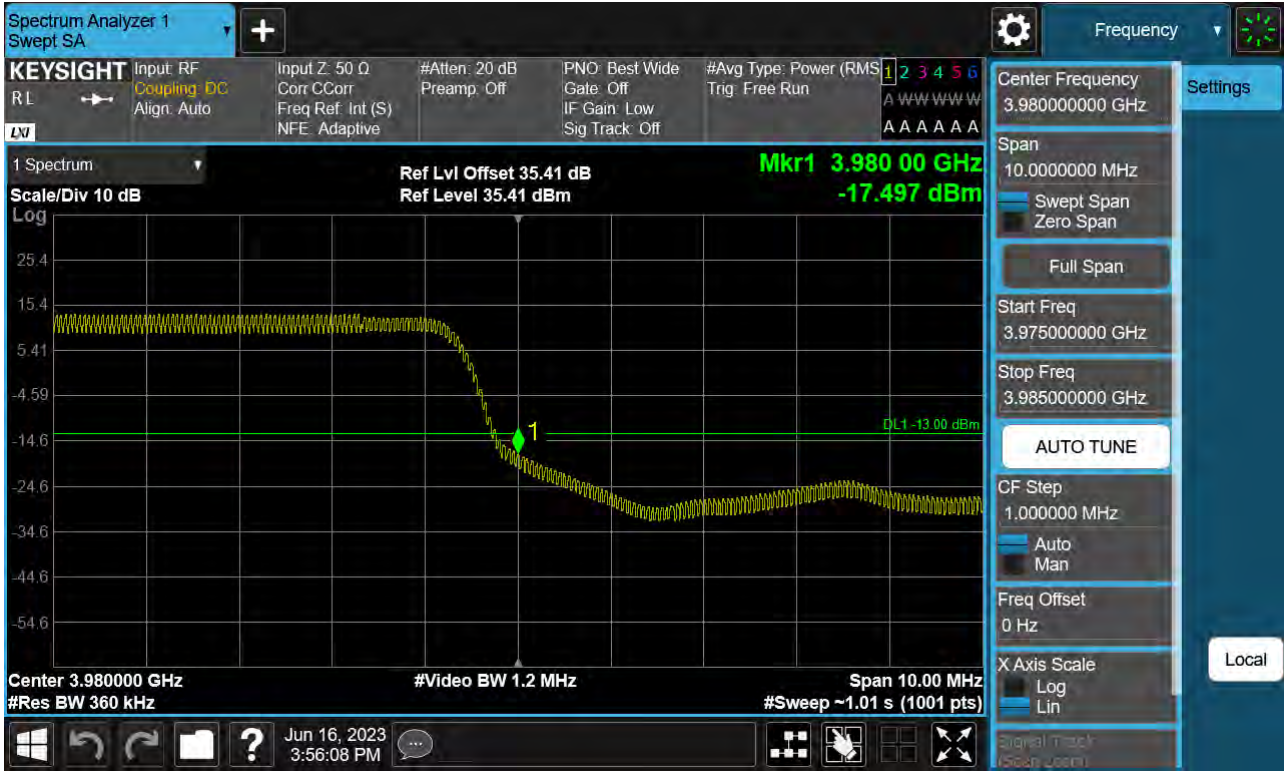 Spectrum Analyzer 1
Swept SA
+
Frequency
KEYSIGHT
RL
LXI
Input: RF
Coupling: DC
Align: Auto
Input Z: 50 Ω
Corr CCorr
Freq Ref: Int (S)
NFE: Adaptive
#Atten: 20 dB
Preamp: Off
PNO: Best Wide
Gate: Off
IF Gain: Low
Sig Track: Off
#Avg Type: Power (RMS
Trig: Free Run
1 2 3 4 5 6
A W W W W W
A A A A A A
1 Spectrum
Scale/Div 10 dB
Log
Ref Lvl Offset 35.41 dB
Ref Level 35.41 dBm
Mkr1 3.980 00 GHz
-17.497 dBm
25.4
15.4
5.41
-4.59
-14.6
-24.6
-34.6
-44.6
-54.6
1
DL1 -13.00 dBm
Center 3.980000 GHz
#Res BW 360 kHz
#Video BW 1.2 MHz
Span 10.00 MHz
#Sweep ~1.01 s (1001 pts)
Center Frequency
3.980000000 GHz
Span
10.0000000 MHz
Swept Span
Zero Span
Full Span
Start Freq
3.975000000 GHz
Stop Freq
3.985000000 GHz
AUTO TUNE
CF Step
1.000000 MHz
Auto
Man
Freq Offset
0 Hz
X Axis Scale
Log
Lin
Signal Track
(Span Zoom)
Settings
Local
?
Jun 16, 2023
3:56:08 PM